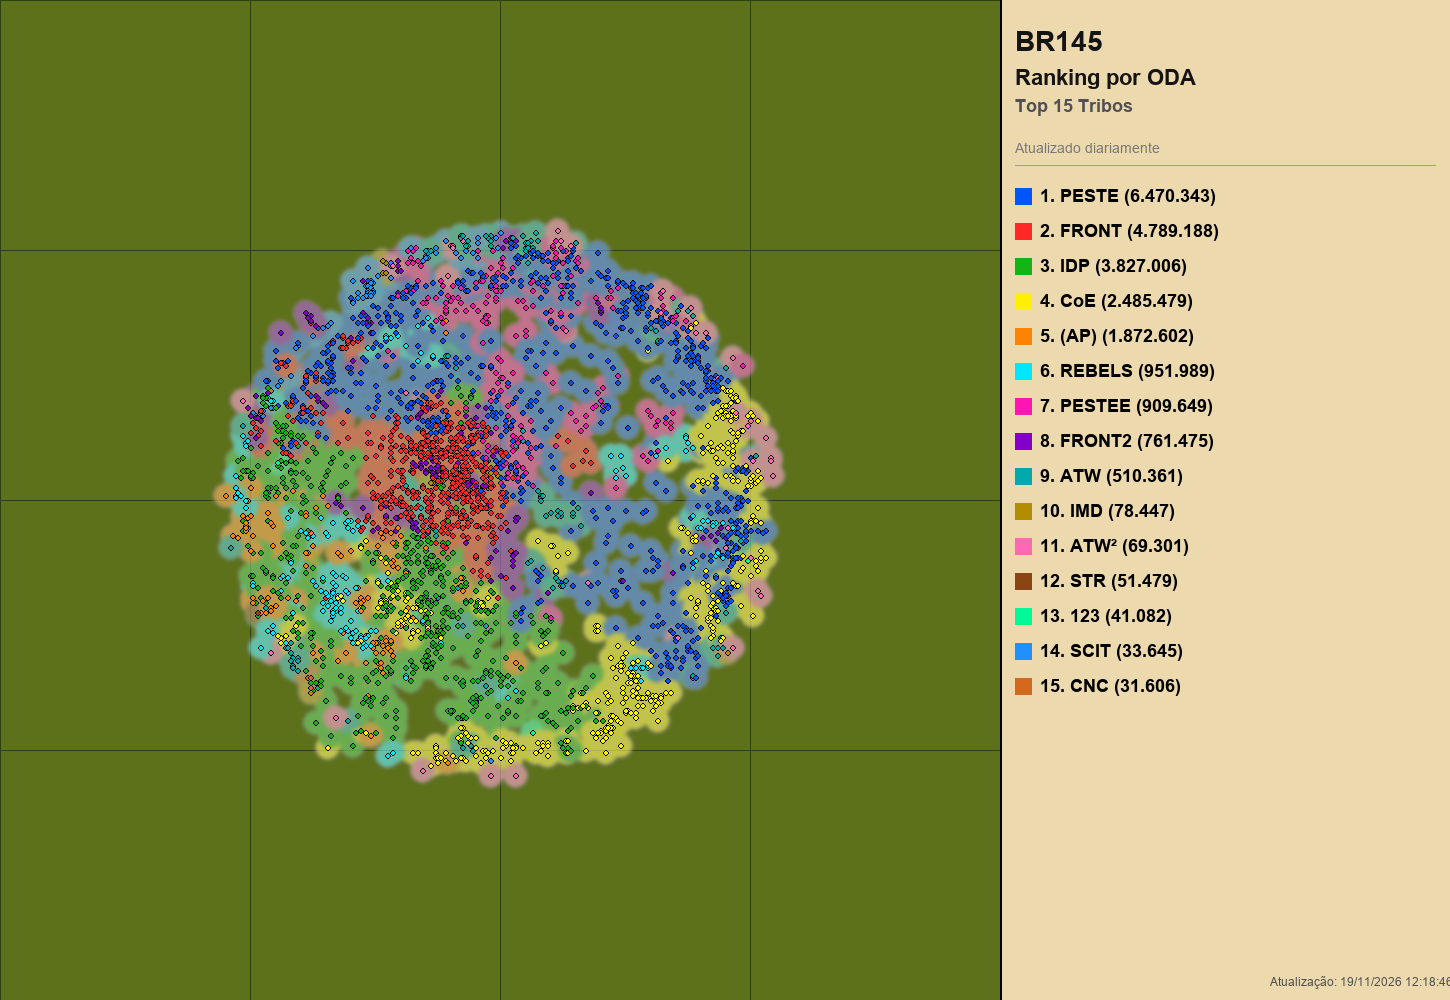 BR145
Ranking por ODA
Top 15 Tribos
Atualizado diariamente
1. PESTE (6.470.343)
2. FRONT (4.789.188)
3. IDP (3.827.006)
4. CoE (2.485.479)
5. (AP) (1.872.602)
6. REBELS (951.989)
7. PESTEE (909.649)
8. FRONT2 (761.475)
9. ATW (510.361)
10. IMD (78.447)
11. ATW² (69.301)
12. STR (51.479)
13. 123 (41.082)
14. SCIT (33.645)
15. CNC (31.606)
Atualização: 19/11/2026 12:18:46